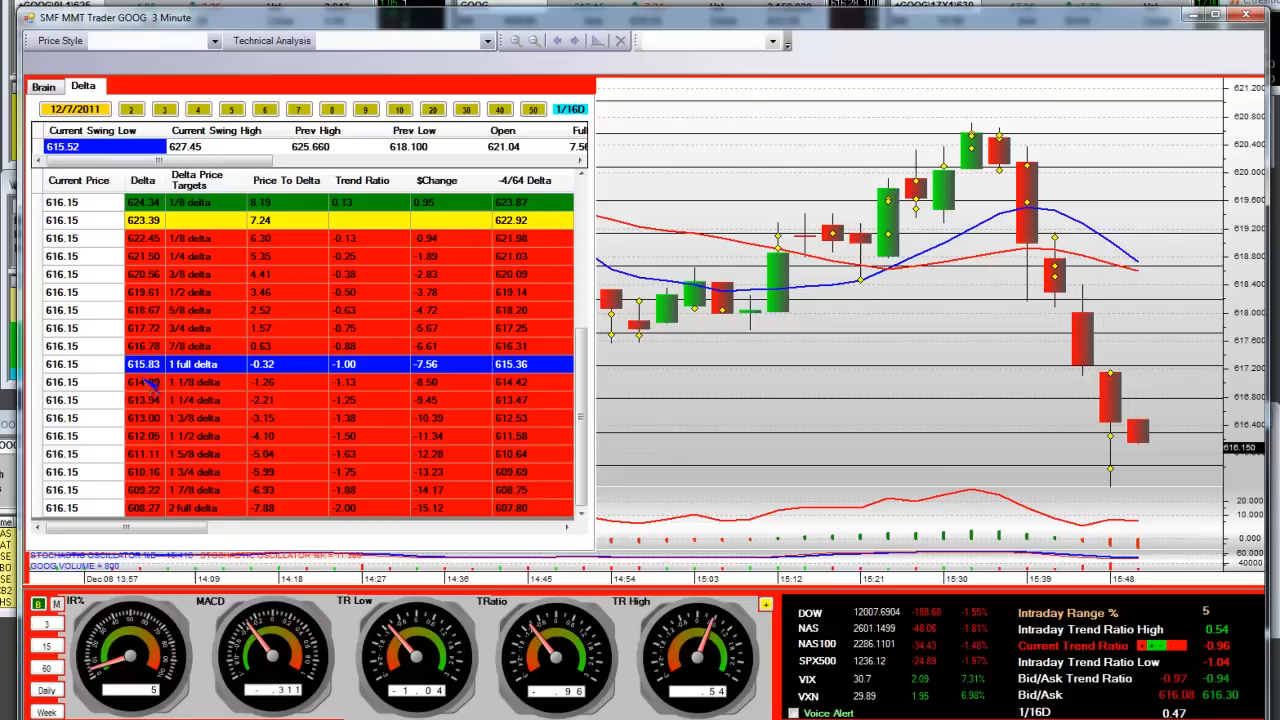 SMF MMT Trader GOOG 3 Minute
Price Style Technical Analysis
Brain Delta
12/7/2011 2 3 4 5 6 7 8 9 10 20 30 40 50 1/16D
Current Swing Low Current Swing High Prev High Prev Low Open
615.52 627.45 625.660 618.100 621.04 7.56
Current Price Delta Delta Price Targets Price To Delta Trend Ratio $Change -4/64 Delta
616.15 624.34 1/8 delta 8.19 0.13 0.95 623.87
616.15 623.39 7.24 622.92
616.15 622.45 1/8 delta 6.30 -0.13 -0.94 621.98
616.15 621.50 1/4 delta 5.35 -0.25 -1.89 621.03
616.15 620.56 3/8 delta 4.41 -0.38 -2.83 620.09
616.15 619.61 1/2 delta 3.46 -0.50 -3.78 619.14
616.15 618.67 5/8 delta 2.52 -0.63 -4.72 618.20
616.15 617.72 3/4 delta 1.57 -0.75 -5.67 617.25
616.15 616.78 7/8 delta 0.63 -0.88 -6.61 616.31
616.15 615.83 1 full delta -0.32 -1.00 -7.56 615.36
616.15 1 1/8 delta -1.26 -1.13 -8.50 614.42
616.15 613.94 1 1/4 delta -2.21 -1.25 -9.45 613.47
616.15 613.00 1 3/8 delta -3.15 -1.38 -10.39 612.53
616.15 612.05 1 1/2 delta -4.10 -1.50 -11.34 611.58
616.15 611.11 1 5/8 delta -5.04 -1.63 -12.28 610.64
616.15 610.16 1 3/4 delta -5.99 -1.75 -13.23 609.69
616.15 609.22 1 7/8 delta -6.93 -1.88 -14.17 608.75
616.15 608.27 2 full delta -7.88 -2.00 -15.12 607.80
621.200
620.800
620.400
620.000
619.600
619.200
618.800
618.400
618.000
617.600
617.200
616.800
616.400
616.150
20.000
10.000
0.000
60.000
40000
GOOG VOLUME = 800
Dec 08 13:57 14:09 14:18 14:27 14:36 14:45 14:54 15:03 15:12 15:21 15:30 15:39 15:48
B M
3
15
60
Daily
Week
IR% MACD TR Low TRatio TR High
5 -.311 -1.04 -.96 .54
DOW 12007.6904 -188.68 -1.55%
NAS 2601.1499 -48.06 -1.81%
NAS100 2286.1101 -34.43 -1.48%
SPX500 1236.12 -24.89 -1.97%
VIX 30.7 2.09 7.31%
VXN 29.89 1.95 6.98%
Voice Alert
Intraday Range % 5
Intraday Trend Ratio High 0.54
Current Trend Ratio -0.96
Intraday Trend Ratio Low -1.04
Bid/Ask Trend Ratio -0.97 -0.94
Bid/Ask 616.08 616.30
1/16D 0.47